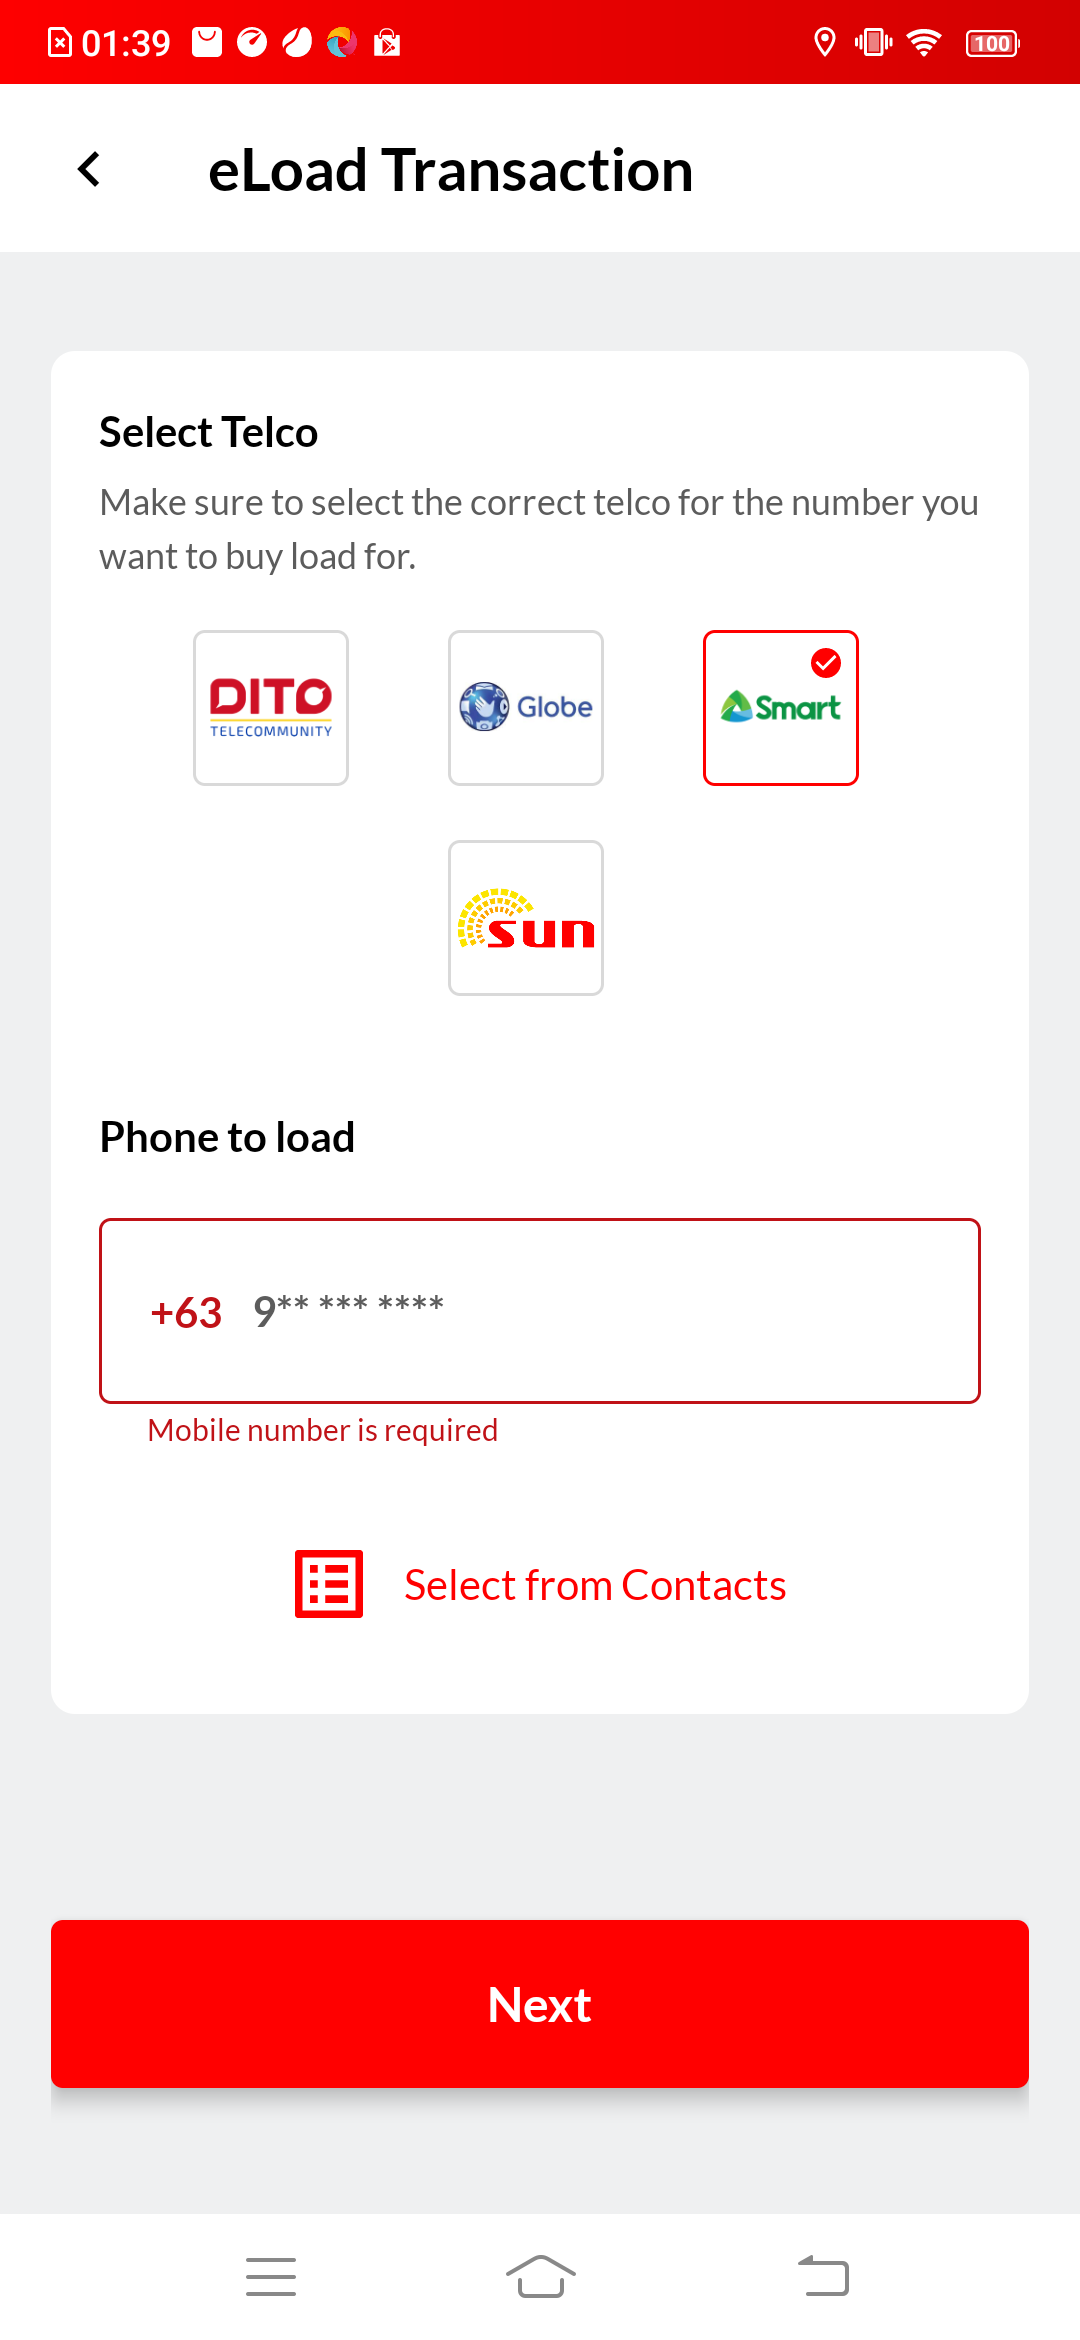 01:39
100
eLoad Transaction
Select Telco
Make sure to select the correct telco for the number you
want to buy load for.
DITO
TELECOMMUNITY
Globe
Smart
sun
Phone to load
+63 9** *** ****
Mobile number is required
Select from Contacts
Next